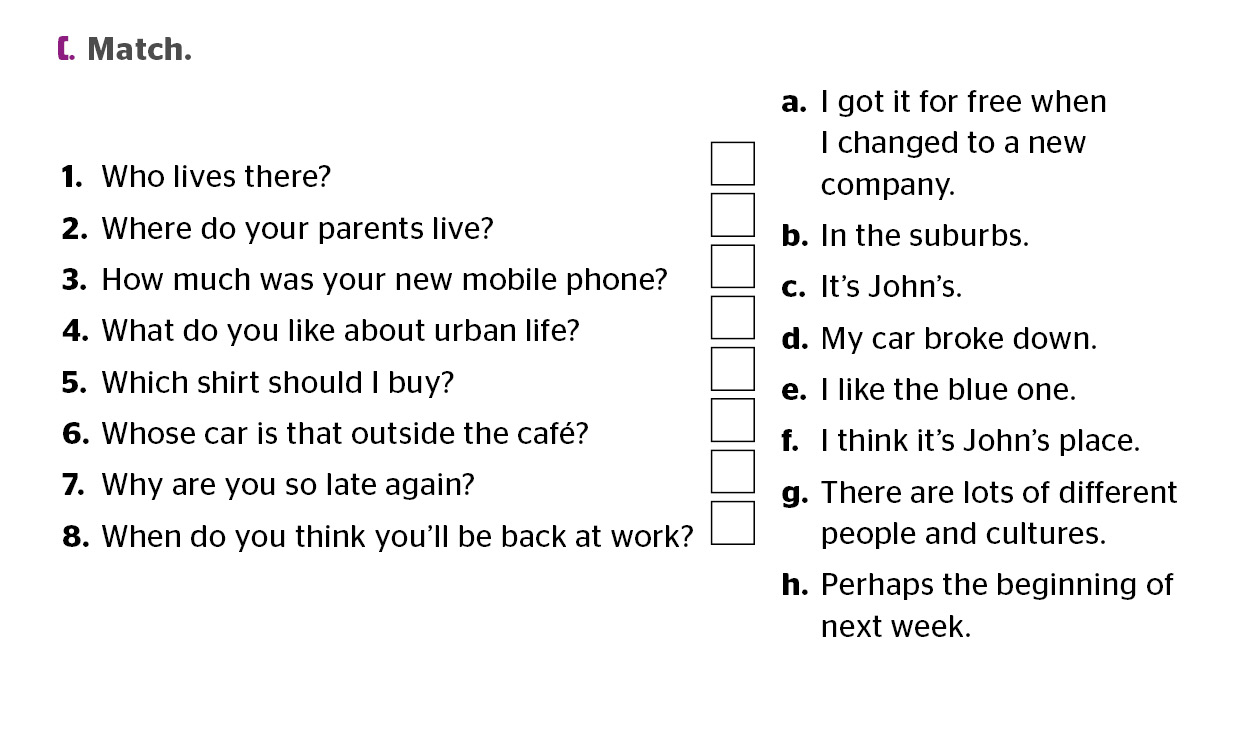 C. Match.
1. Who lives there?
2. Where do your parents live?
3. How much was your new mobile phone?
4. What do you like about urban life?
5. Which shirt should I buy?
6. Whose car is that outside the café?
7. Why are you so late again?
8. When do you think you’ll be back at work?
a. I got it for free when
I changed to a new
company.
b. In the suburbs.
c. It’s John’s.
d. My car broke down.
e. I like the blue one.
f. I think it’s John’s place.
g. There are lots of different
people and cultures.
h. Perhaps the beginning of
next week.